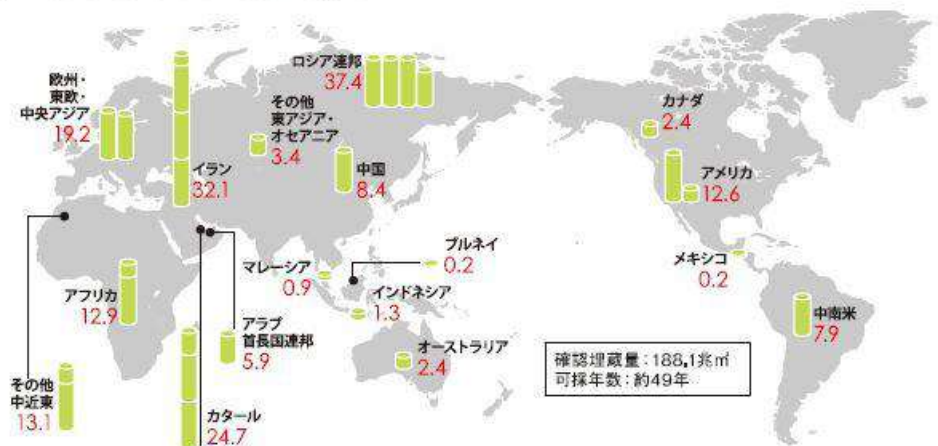 ロシア連邦
37.4
欧州・
東欧・
中央アジア
19.2
その他
東アジア・
オセアニア
3.4
カナダ
2.4
イラン
32.1
中国
8.4
アメリカ
12.6
ブルネイ
0.2
マレーシア
0.9
メキシコ
0.2
インドネシア
1.3
アフリカ
12.9
アラブ
首長国連邦
5.9
オーストラリア
2.4
中南米
7.9
確認埋蔵量:188.1兆㎥
可採年数:約49年
その他
中近東
13.1
カタール
24.7